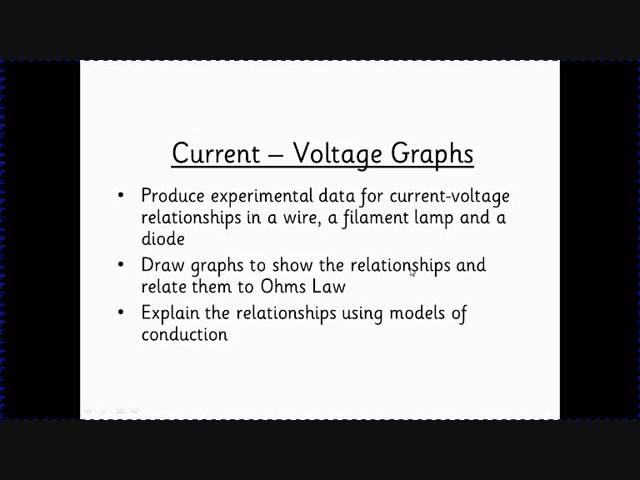 Current – Voltage Graphs
• Produce experimental data for current-voltage
relationships in a wire, a filament lamp and a
diode
• Draw graphs to show the relationships and
relate them to Ohms Law
• Explain the relationships using models of
conduction